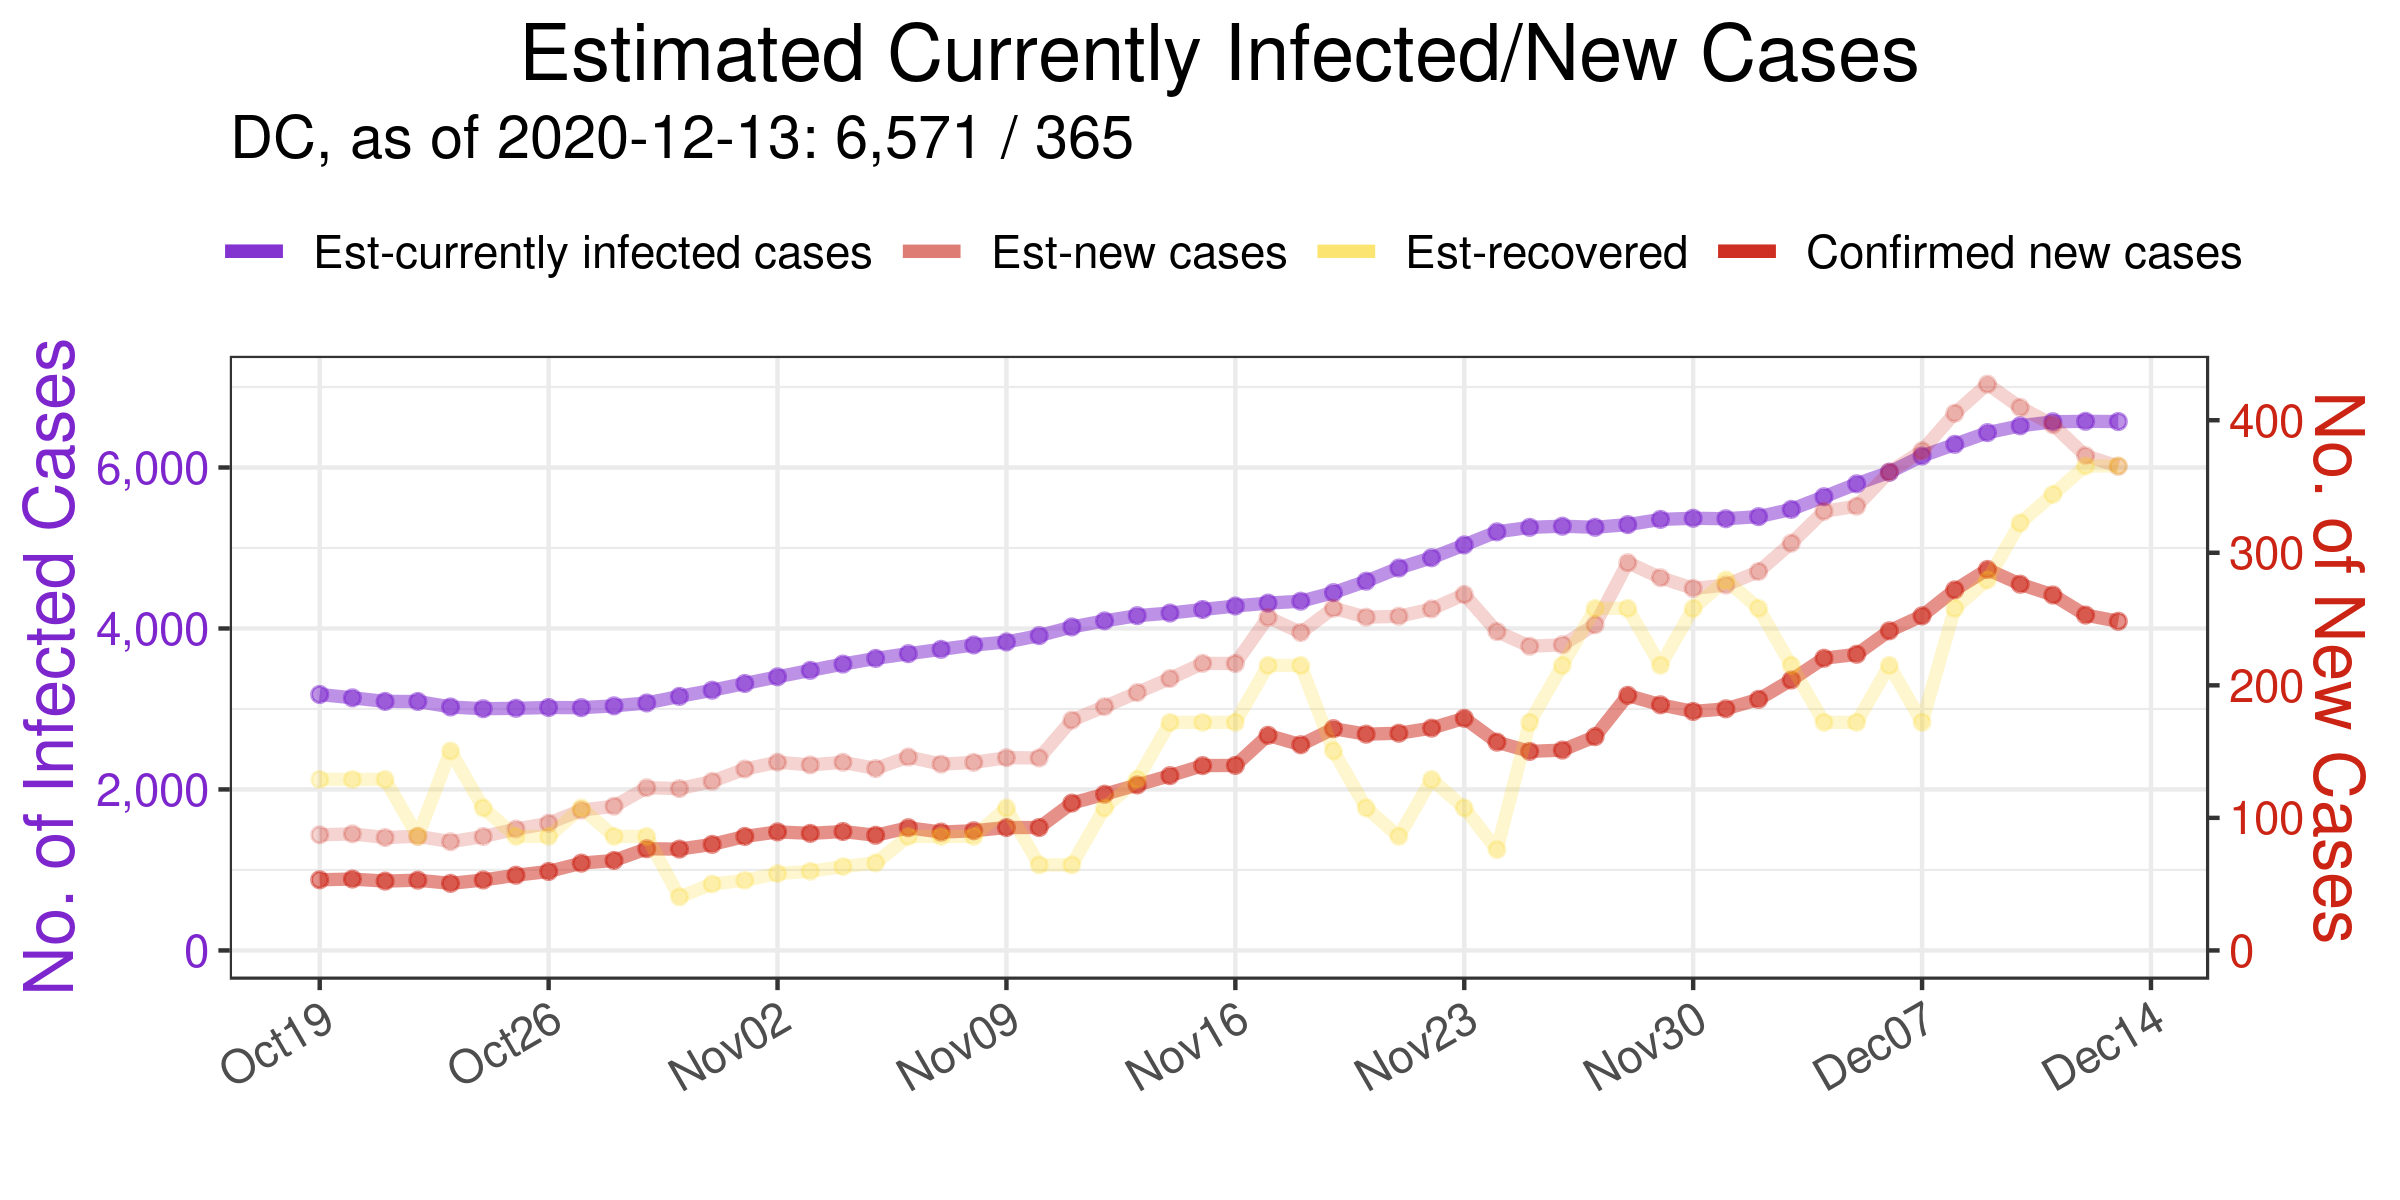 Estimated Currently Infected/New Cases
DC, as of 2020-12-13: 6,571 / 365
Est-currently infected cases Est-new cases Est-recovered Confirmed new cases
No. of Infected Cases
6,000
4,000
2,000
0
400
300
200
100
0
No. of New Cases
Oct19 Oct26 Nov02 Nov09 Nov16 Nov23 Nov30 Dec07 Dec14